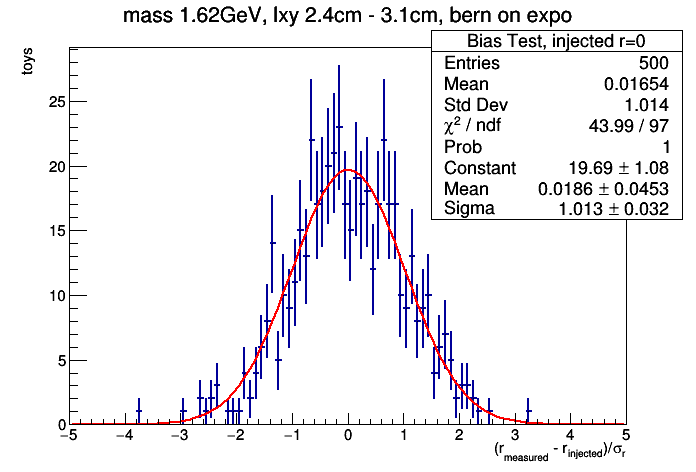 mass 1.62GeV, lxy 2.4cm - 3.1cm, bern on expo
toys
Bias Test, injected r=0
Entries 500
Mean 0.01654
Std Dev 1.014
χ² / ndf 43.99 / 97
Prob 1
Constant 19.69 ± 1.08
Mean 0.0186 ± 0.0453
Sigma 1.013 ± 0.032
25
20
15
10
5
0
−5 −4 −3 −2 −1 0 1 2 3 4 5
(r_measured - r_injected)/σ_r